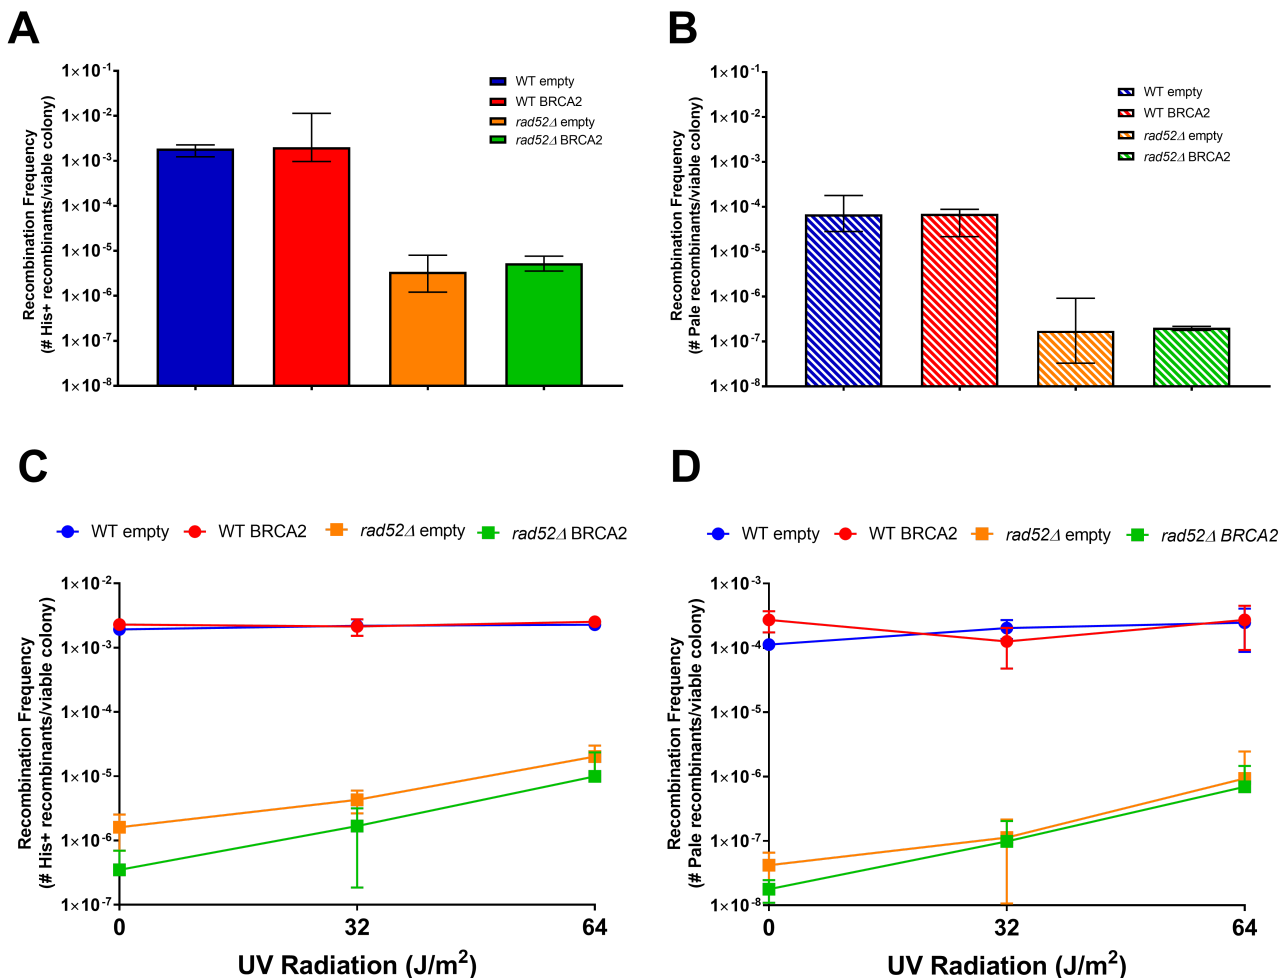 A
Recombination Frequency
(# His+ recombinants/viable colony)
1×10-1
1×10-2
1×10-3
1×10-4
1×10-5
1×10-6
1×10-7
1×10-8
WT empty
WT BRCA2
rad52Δ empty
rad52Δ BRCA2
B
Recombination Frequency
(# Pale recombinants/viable colony)
1×10-1
1×10-2
1×10-3
1×10-4
1×10-5
1×10-6
1×10-7
1×10-8
WT empty
WT BRCA2
rad52Δ empty
rad52Δ BRCA2
C
WT empty WT BRCA2 rad52Δ empty rad52Δ BRCA2
Recombination Frequency
(# His+ recombinants/viable colony)
1×10-2
1×10-3
1×10-4
1×10-5
1×10-6
1×10-7
0 32 64
UV Radiation (J/m2)
D
WT empty WT BRCA2 rad52Δ empty rad52Δ BRCA2
Recombination Frequency
(# Pale recombinants/viable colony)
1×10-3
1×10-4
1×10-5
1×10-6
1×10-7
1×10-8
0 32 64
UV Radiation (J/m2)